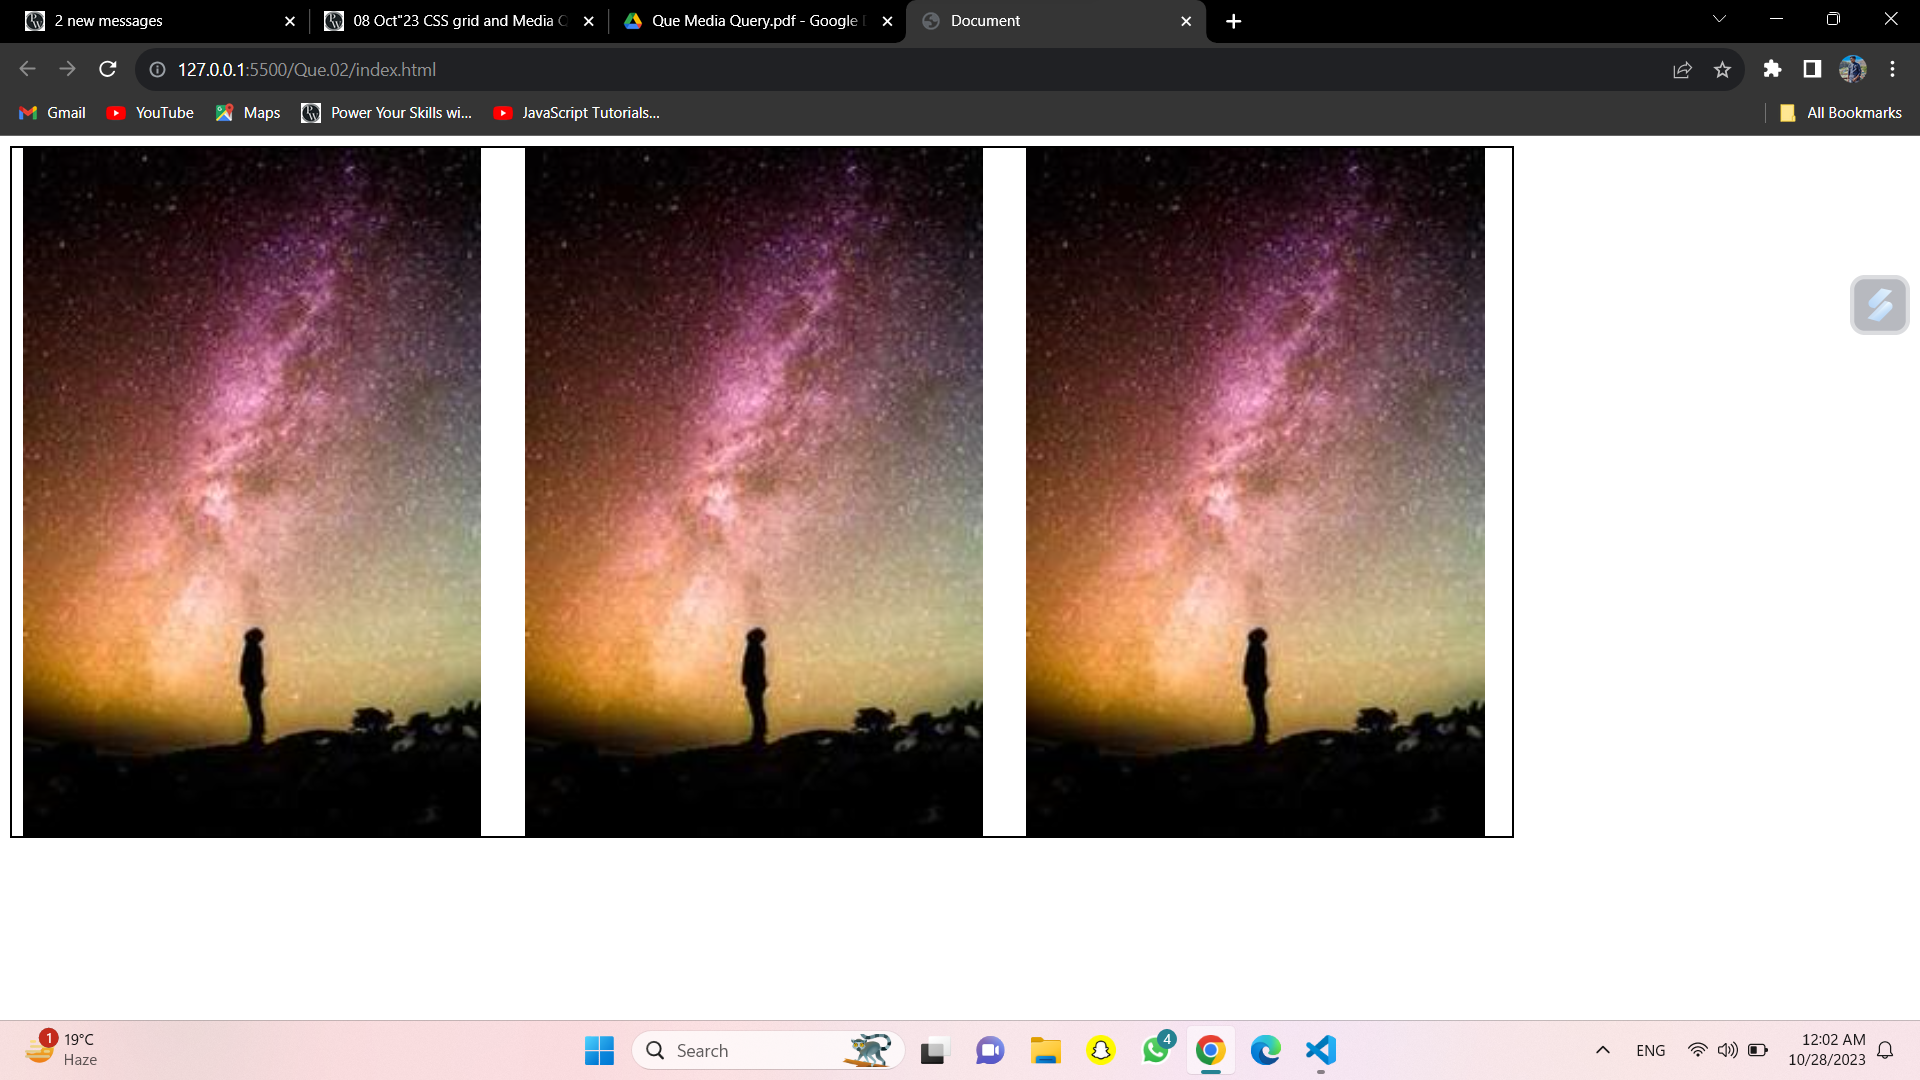 2 new messages
08 Oct"23 CSS grid and Media
Que Media Query.pdf - Google
Document
127.0.0.1:5500/Que.02/index.html
Gmail
YouTube
Maps
Power Your Skills wi...
JavaScript Tutorials...
All Bookmarks
1
19°C
Haze
Search
4
ENG
12:02 AM
10/28/2023